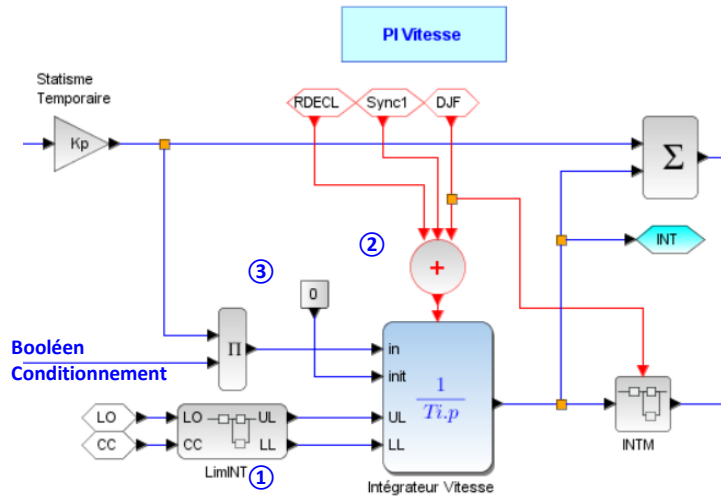 PI Vitesse
Statisme
Temporaire
RDECL
Sync1
DJF
Kp
Σ
②
+
INT
③
0
Booléen
Conditionnement
Π
in
init
UL
LL
1
Ti.p
LO
CC
LO
UL
CC
LL
LimINT
①
Intégrateur Vitesse
INTM